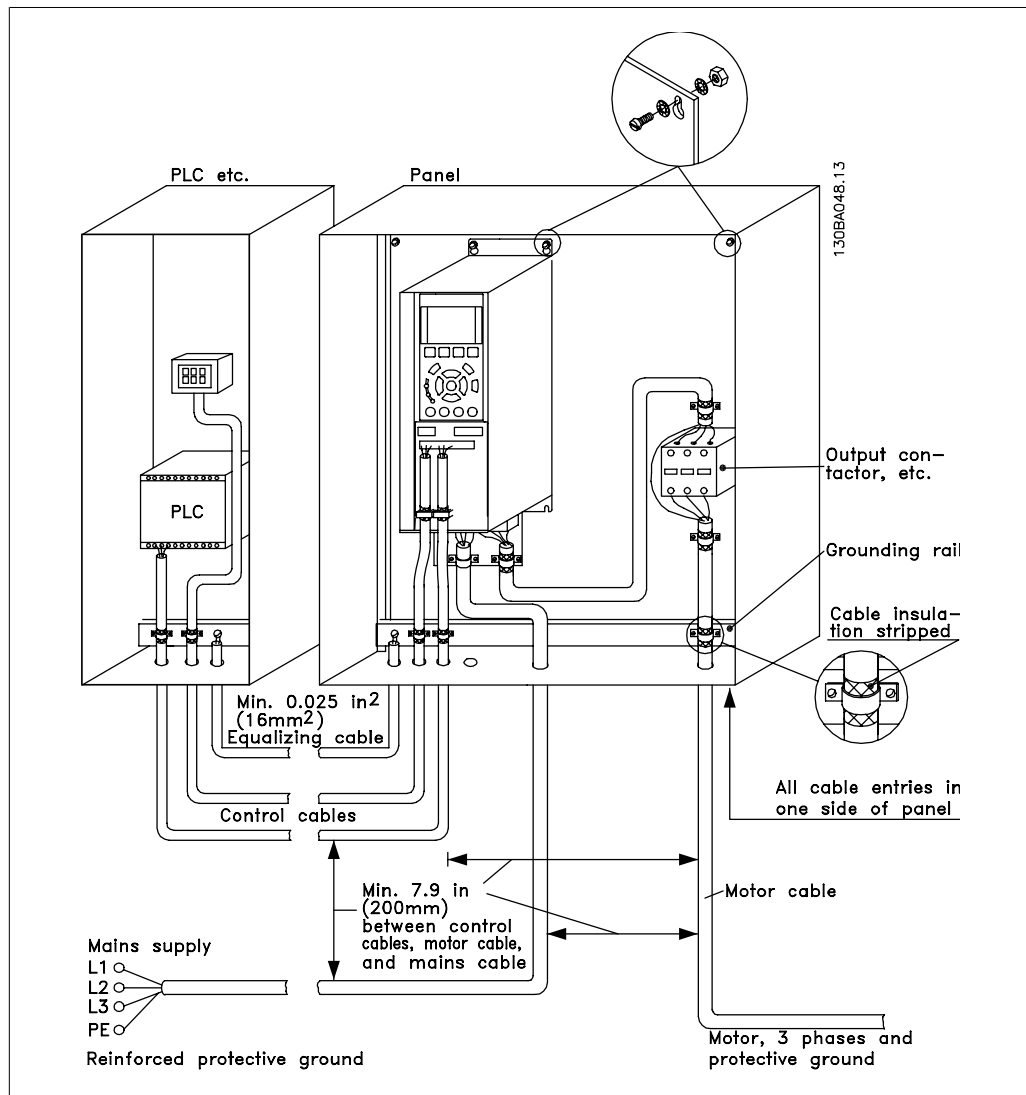 130BA048.13
PLC etc.
Panel
PLC
Output con-
tactor, etc.
Grounding rail
Cable insula-
tion stripped
Min. 0.025 in²
(16mm²)
Equalizing cable
Control cables
All cable entries in
one side of panel
Min. 7.9 in
(200mm)
between control
cables, motor cable,
and mains cable
Motor cable
Mains supply
L1
L2
L3
PE
Reinforced protective ground
Motor, 3 phases and
protective ground